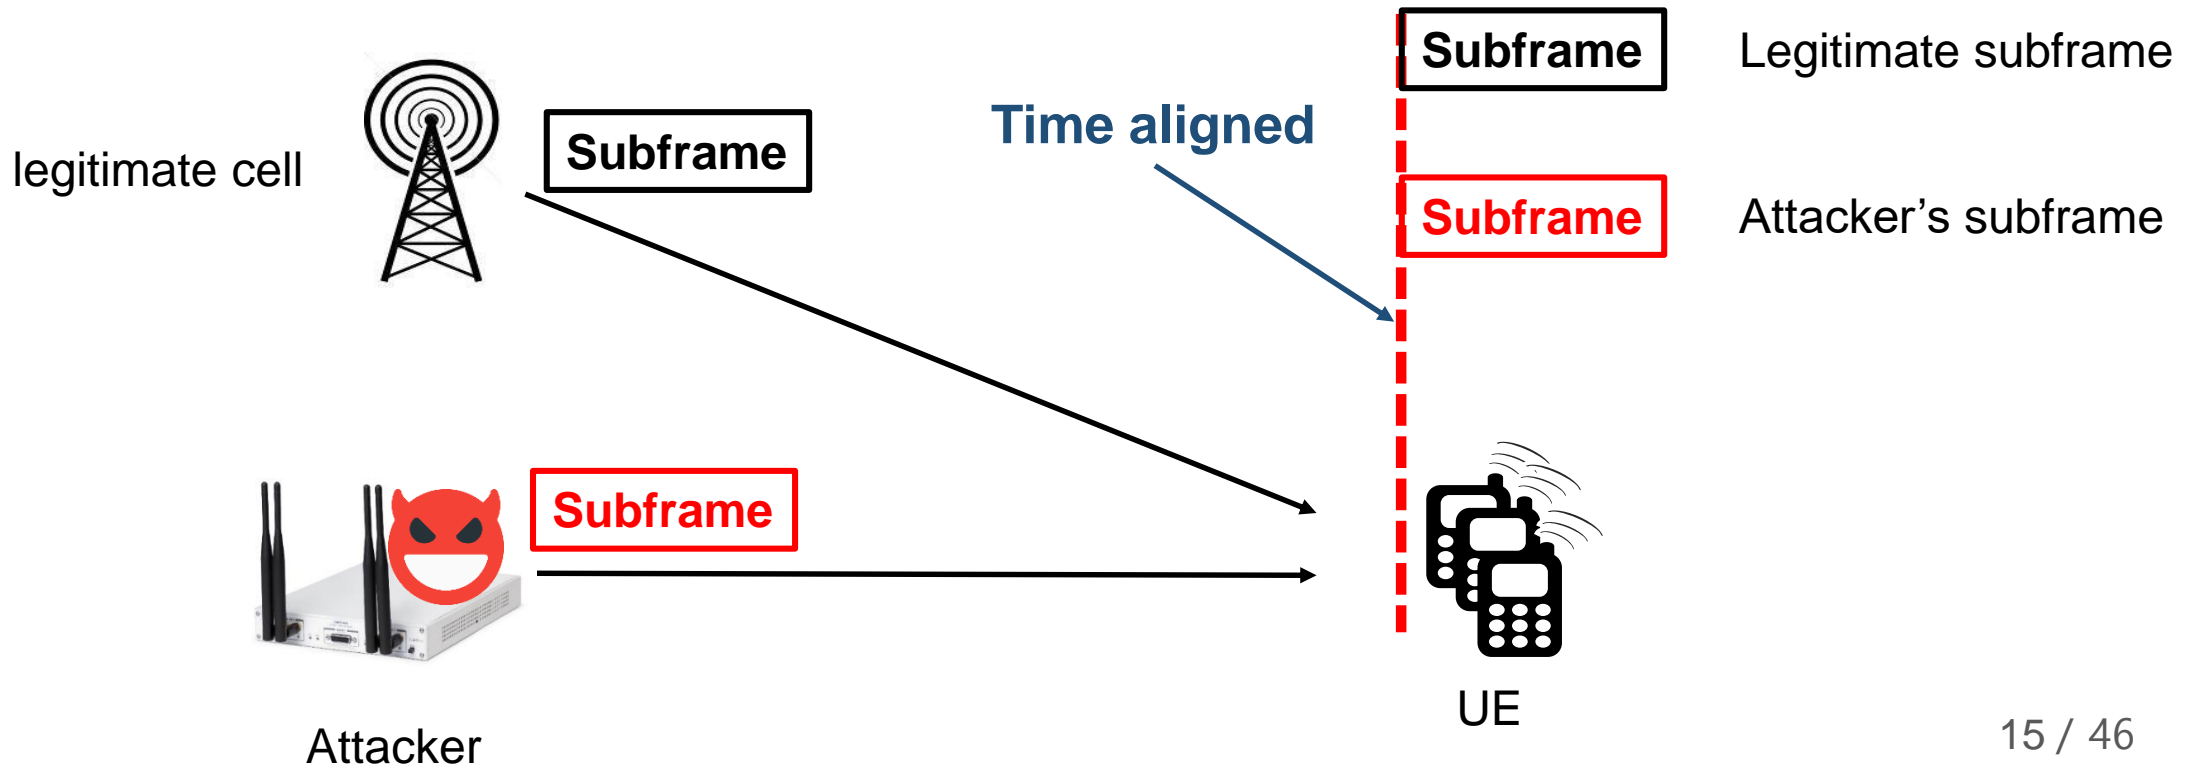 Subframe
Legitimate subframe
Time aligned
Subframe
legitimate cell
Subframe
Attacker’s subframe
Subframe
UE
Attacker
15 / 46